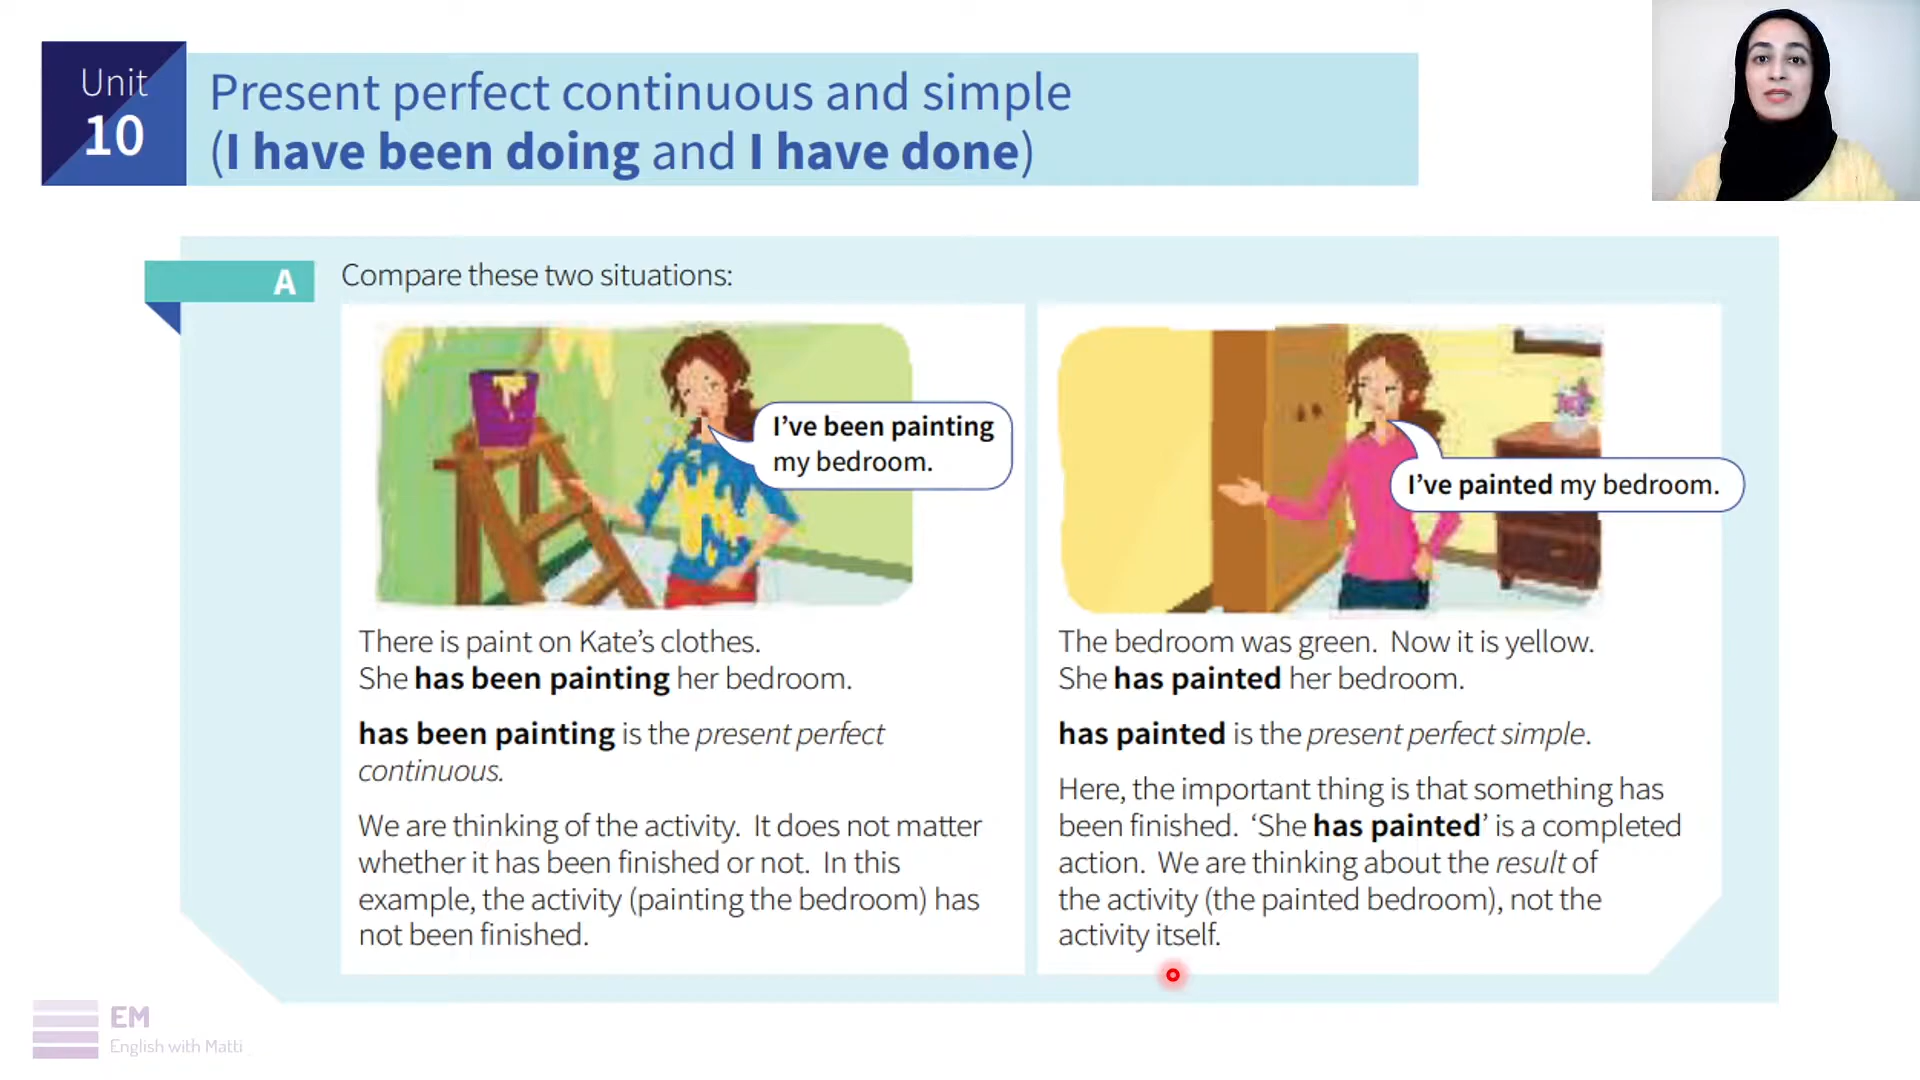 Unit
10
Present perfect continuous and simple
(I have been doing and I have done)
A
Compare these two situations:
I've been painting
my bedroom.
There is paint on Kate's clothes.
She has been painting her bedroom.
has been painting is the present perfect
continuous.
We are thinking of the activity. It does not matter
whether it has been finished or not. In this
example, the activity (painting the bedroom) has
not been finished.
I've painted my bedroom.
The bedroom was green. Now it is yellow.
She has painted her bedroom.
has painted is the present perfect simple.
Here, the important thing is that something has
been finished. ‘She has painted’ is a completed
action. We are thinking about the result of
the activity (the painted bedroom), not the
activity itself.
EM
English with Matti